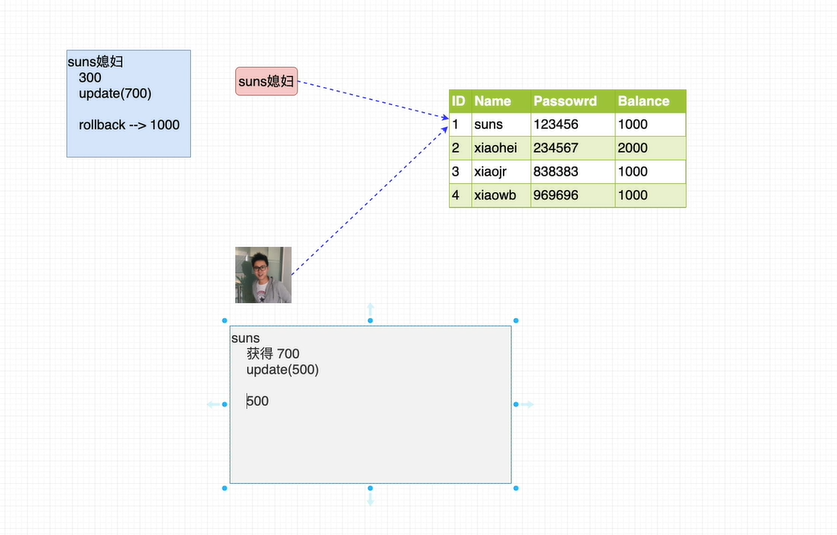 suns媳妇
300
update(700)
rollback --> 1000
suns媳妇
ID Name Passowrd Balance
1 suns 123456 1000
2 xiaohei 234567 2000
3 xiaojr 838383 1000
4 xiaowb 969696 1000
suns
获得 700
update(500)
500